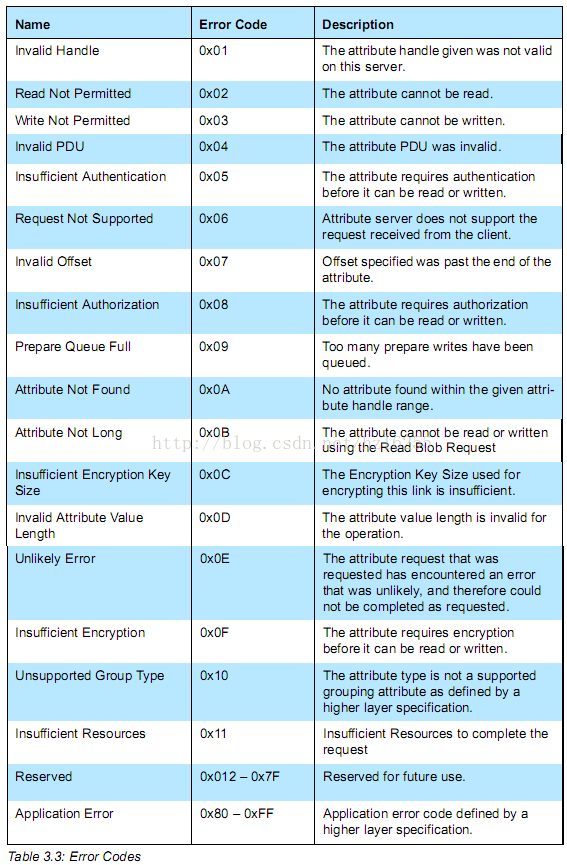 Name Error Code Description
Invalid Handle 0x01 The attribute handle given was not valid
on this server.
Read Not Permitted 0x02 The attribute cannot be read.
Write Not Permitted 0x03 The attribute cannot be written.
Invalid PDU 0x04 The attribute PDU was invalid.
Insufficient Authentication 0x05 The attribute requires authentication
before it can be read or written.
Request Not Supported 0x06 Attribute server does not support the
request received from the client.
Invalid Offset 0x07 Offset specified was past the end of the
attribute.
Insufficient Authorization 0x08 The attribute requires authorization
before it can be read or written.
Prepare Queue Full 0x09 Too many prepare writes have been
queued.
Attribute Not Found 0x0A No attribute found within the given attri-
bute handle range.
Attribute Not Long 0x0B The attribute cannot be read or written
using the Read Blob Request
Insufficient Encryption Key 0x0C The Encryption Key Size used for
Size encrypting this link is insufficient.
Invalid Attribute Value 0x0D The attribute value length is invalid for
Length the operation.
Unlikely Error 0x0E The attribute request that was
requested has encountered an error
that was unlikely, and therefore could
not be completed as requested.
Insufficient Encryption 0x0F The attribute requires encryption
before it can be read or written.
Unsupported Group Type 0x10 The attribute type is not a supported
grouping attribute as defined by a
higher layer specification.
Insufficient Resources 0x11 Insufficient Resources to complete the
request
Reserved 0x012 – 0x7F Reserved for future use.
Application Error 0x80 – 0xFF Application error code defined by a
higher layer specification.
Table 3.3: Error Codes